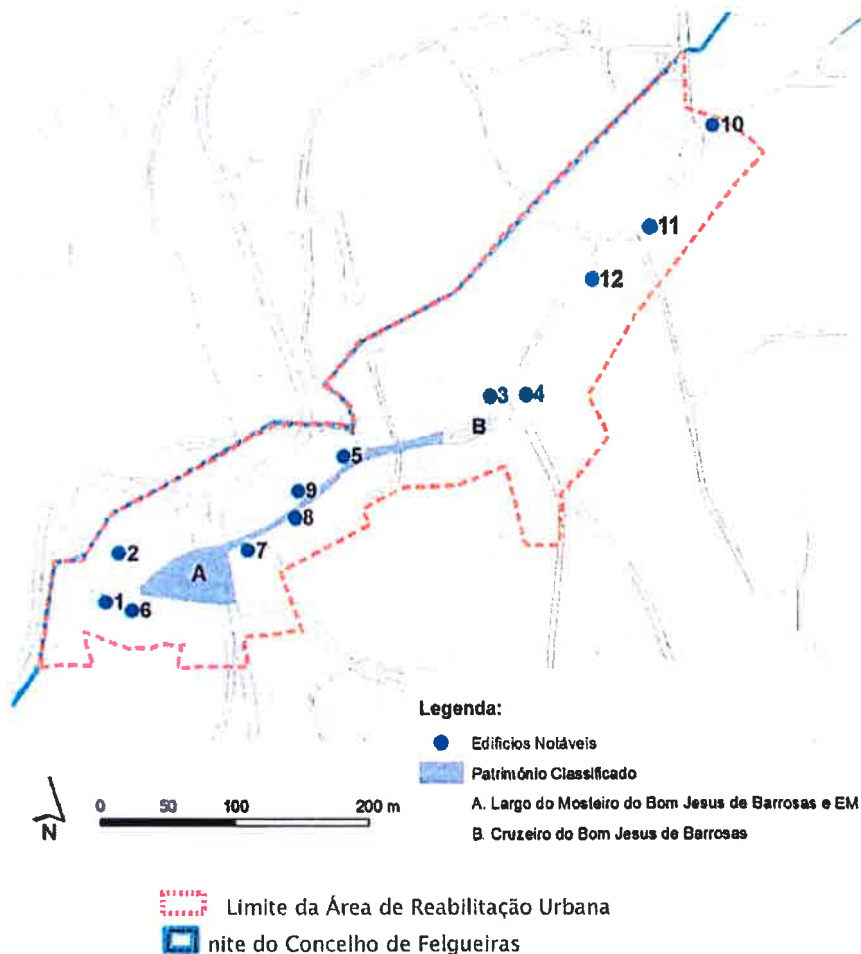 10
11
12
3
4
B
5
9
8
2
7
A
1
6
Legenda:
Edifícios Notáveis
Património Classificado
A. Largo do Mosteiro do Bom Jesus de Barrosas e EM
B. Cruzeiro do Bom Jesus de Barrosas
N
0 50 100 200 m
Limite da Área de Reabilitação Urbana
nite do Concelho de Felgueiras